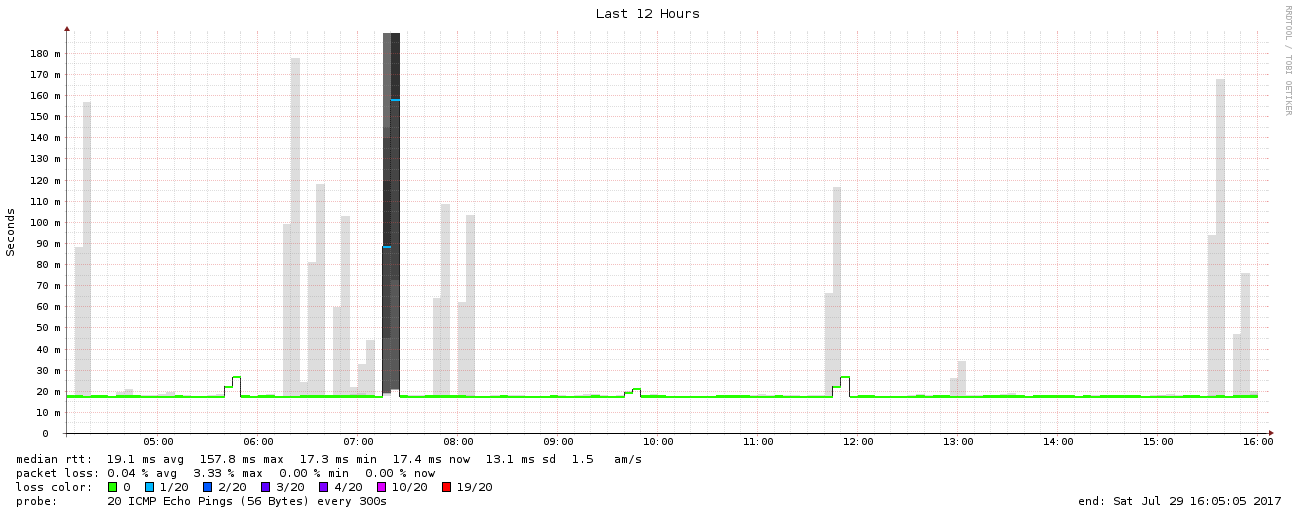 Last 12 Hours
RRDTOOL / TOBI OETIKER
Seconds
180 m
170 m
160 m
150 m
140 m
130 m
120 m
110 m
100 m
90 m
80 m
70 m
60 m
50 m
40 m
30 m
20 m
10 m
0
05:00 06:00 07:00 08:00 09:00 10:00 11:00 12:00 13:00 14:00 15:00 16:00
median rtt: 19.1 ms avg 157.8 ms max 17.3 ms min 17.4 ms now 13.1 ms sd 1.5 am/s
packet loss: 0.04 % avg 3.33 % max 0.00 % min 0.00 % now
loss color: 0 1/20 2/20 3/20 4/20 10/20 19/20
probe: 20 ICMP Echo Pings (56 Bytes) every 300s end: Sat Jul 29 16:05:05 2017